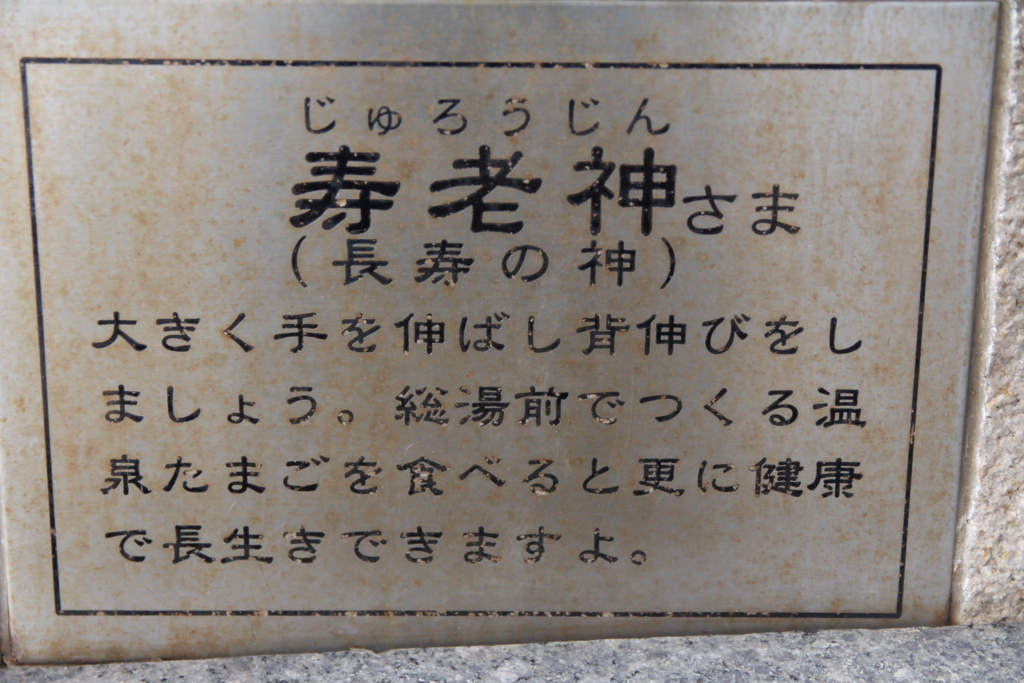 じゅろうじん
寿老神さま
(長寿の神)
大きく手を伸ばし背伸びをし
ましょう。総湯前でつくる温
泉たまごを食べると更に健康
で長生きできますよ。